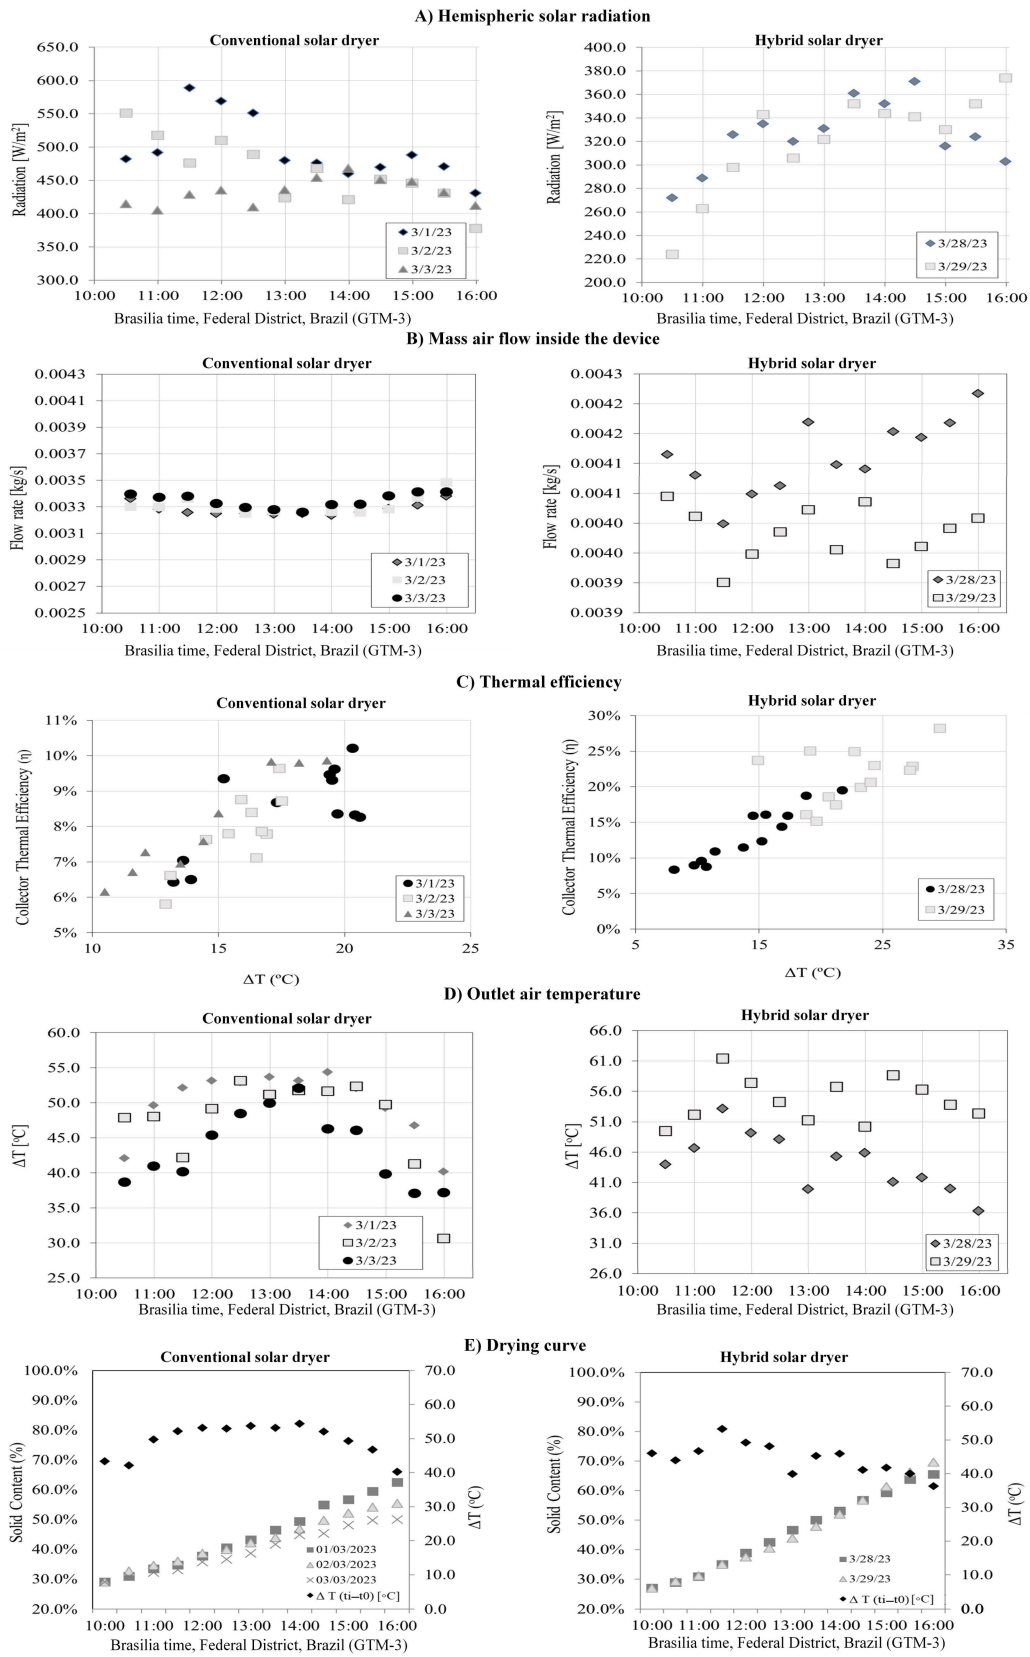 A) Hemispheric solar radiation
Conventional solar dryer
650.0
600.0
550.0
500.0
450.0
400.0
350.0
300.0
Radiation [W/m²]
3/1/23
3/2/23
3/3/23
10:00 11:00 12:00 13:00 14:00 15:00 16:00
Brasilia time, Federal District, Brazil (GTM-3)
Hybrid solar dryer
400.0
380.0
360.0
340.0
320.0
300.0
280.0
260.0
240.0
220.0
200.0
Radiation [W/m²]
3/28/23
3/29/23
10:00 11:00 12:00 13:00 14:00 15:00 16:00
Brasilia time, Federal District, Brazil (GTM-3)
B) Mass air flow inside the device
Conventional solar dryer
0.0043
0.0041
0.0039
0.0037
0.0035
0.0033
0.0031
0.0029
0.0027
0.0025
Flow rate [kg/s]
3/1/23
3/2/23
3/3/23
10:00 11:00 12:00 13:00 14:00 15:00 16:00
Brasilia time, Federal District, Brazil (GTM-3)
Hybrid solar dryer
0.0043
0.0042
0.0042
0.0041
0.0041
0.0040
0.0040
0.0039
0.0039
Flow rate [kg/s]
3/28/23
3/29/23
10:00 11:00 12:00 13:00 14:00 15:00 16:00
Brasilia time, Federal District, Brazil (GTM-3)
C) Thermal efficiency
Conventional solar dryer
11%
10%
9%
8%
7%
6%
5%
Collector Thermal Efficiency (η)
3/1/23
3/2/23
3/3/23
10 15 20 25
ΔT (ºC)
Hybrid solar dryer
30%
25%
20%
15%
10%
5%
0%
Collector Thermal Efficiency (η)
3/28/23
3/29/23
5 15 25 35
ΔT (ºC)
D) Outlet air temperature
Conventional solar dryer
60.0
55.0
50.0
45.0
40.0
35.0
30.0
25.0
ΔT [ºC]
3/1/23
3/2/23
3/3/23
10:00 11:00 12:00 13:00 14:00 15:00 16:00
Brasilia time, Federal District, Brazil (GTM-3)
Hybrid solar dryer
66.0
61.0
56.0
51.0
46.0
41.0
36.0
31.0
26.0
ΔT [ºC]
3/28/23
3/29/23
10:00 11:00 12:00 13:00 14:00 15:00 16:00
Brasilia time, Federal District, Brazil (GTM-3)
E) Drying curve
Conventional solar dryer
100.0%
90.0%
80.0%
70.0%
60.0%
50.0%
40.0%
30.0%
20.0%
Solid Content (%)
70.0
60.0
50.0
40.0
30.0
20.0
10.0
0.0
ΔT (ºC)
01/03/2023
02/03/2023
03/03/2023
Δ T (ti–t0) [ºC]
10:00 11:00 12:00 13:00 14:00 15:00 16:00
Brasilia time, Federal District, Brazil (GTM-3)
Hybrid solar dryer
100.0%
90.0%
80.0%
70.0%
60.0%
50.0%
40.0%
30.0%
20.0%
Solid Content (%)
70.0
60.0
50.0
40.0
30.0
20.0
10.0
0.0
ΔT (ºC)
3/28/23
3/29/23
Δ T (ti–t0) [ºC]
10:00 11:00 12:00 13:00 14:00 15:00 16:00
Brasilia time, Federal District, Brazil (GTM-3)